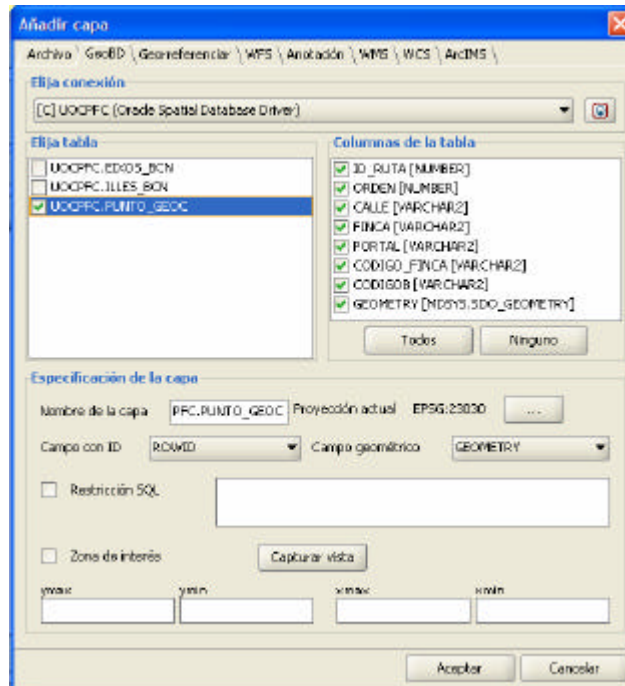 Añadir capa
Archivo GeoBD Georreferenciar WFS Anotación WMS WCS ArcIMS
Elija conexión
[C] UOCPFC (Oracle Spatial Database Driver)
Elija tabla
UOCPFC.EIXOS_BCN
UOCPFC.ILLES_BCN
UOCPFC.PUNTO_GEOC
Columnas de la tabla
ID_RUTA [NUMBER]
ORDEN [NUMBER]
CALLE [VARCHAR2]
FINCA [VARCHAR2]
PORTAL [VARCHAR2]
CODIGO_FINCA [VARCHAR2]
CODIGOB [VARCHAR2]
GEOMETRY [MDSYS.SDO_GEOMETRY]
Todos Ninguno
Especificación de la capa
Nombre de la capa PFC.PUNTO_GEOC Proyección actual EPSG:23030 ...
Campo con ID ROWID Campo geométrico GEOMETRY
Restricción SQL
Zona de interés Capturar vista
ymax ymin xmax xmin
Aceptar Cancelar